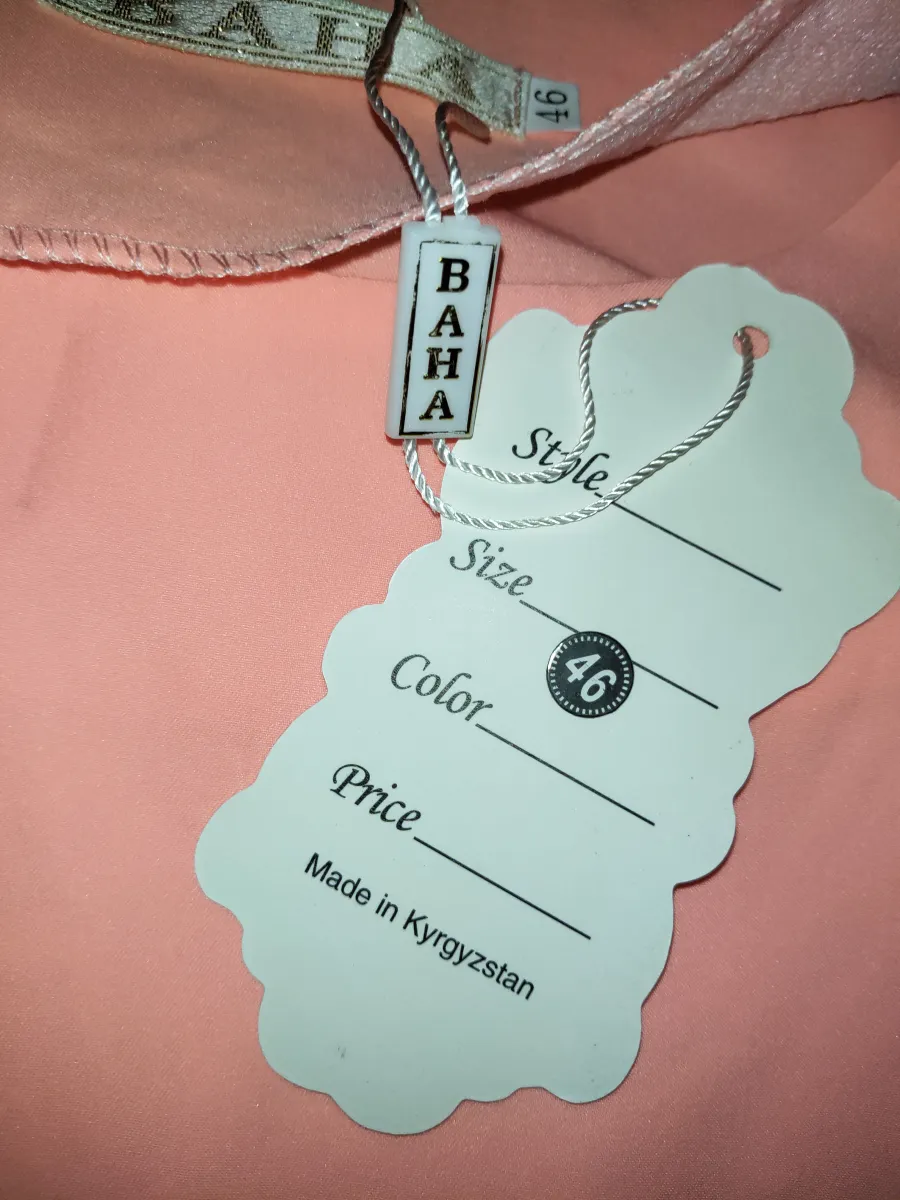 BAHA
46
BAHA
Style
Size
46
Color
Price
Made in Kyrgyzstan